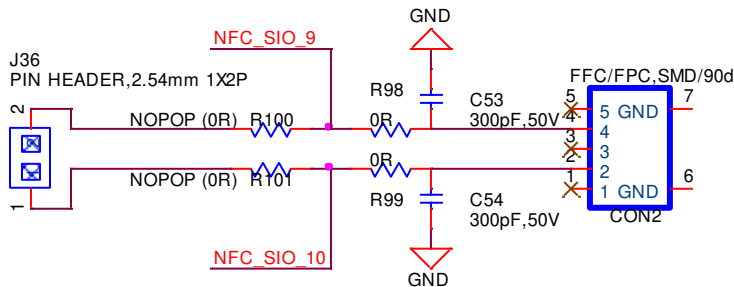 GND
NFC_SIO_9
J36
PIN HEADER,2.54mm 1X2P
FFC/FPC,SMD/90d
R98
C53
300pF,50V
2
NOPOP (0R)
R100
0R
5
4
3
2
1
5 GND
4
3
2
1 GND
7
6
0R
NOPOP (0R)
R101
R99
C54
300pF,50V
1
CON2
NFC_SIO_10
GND